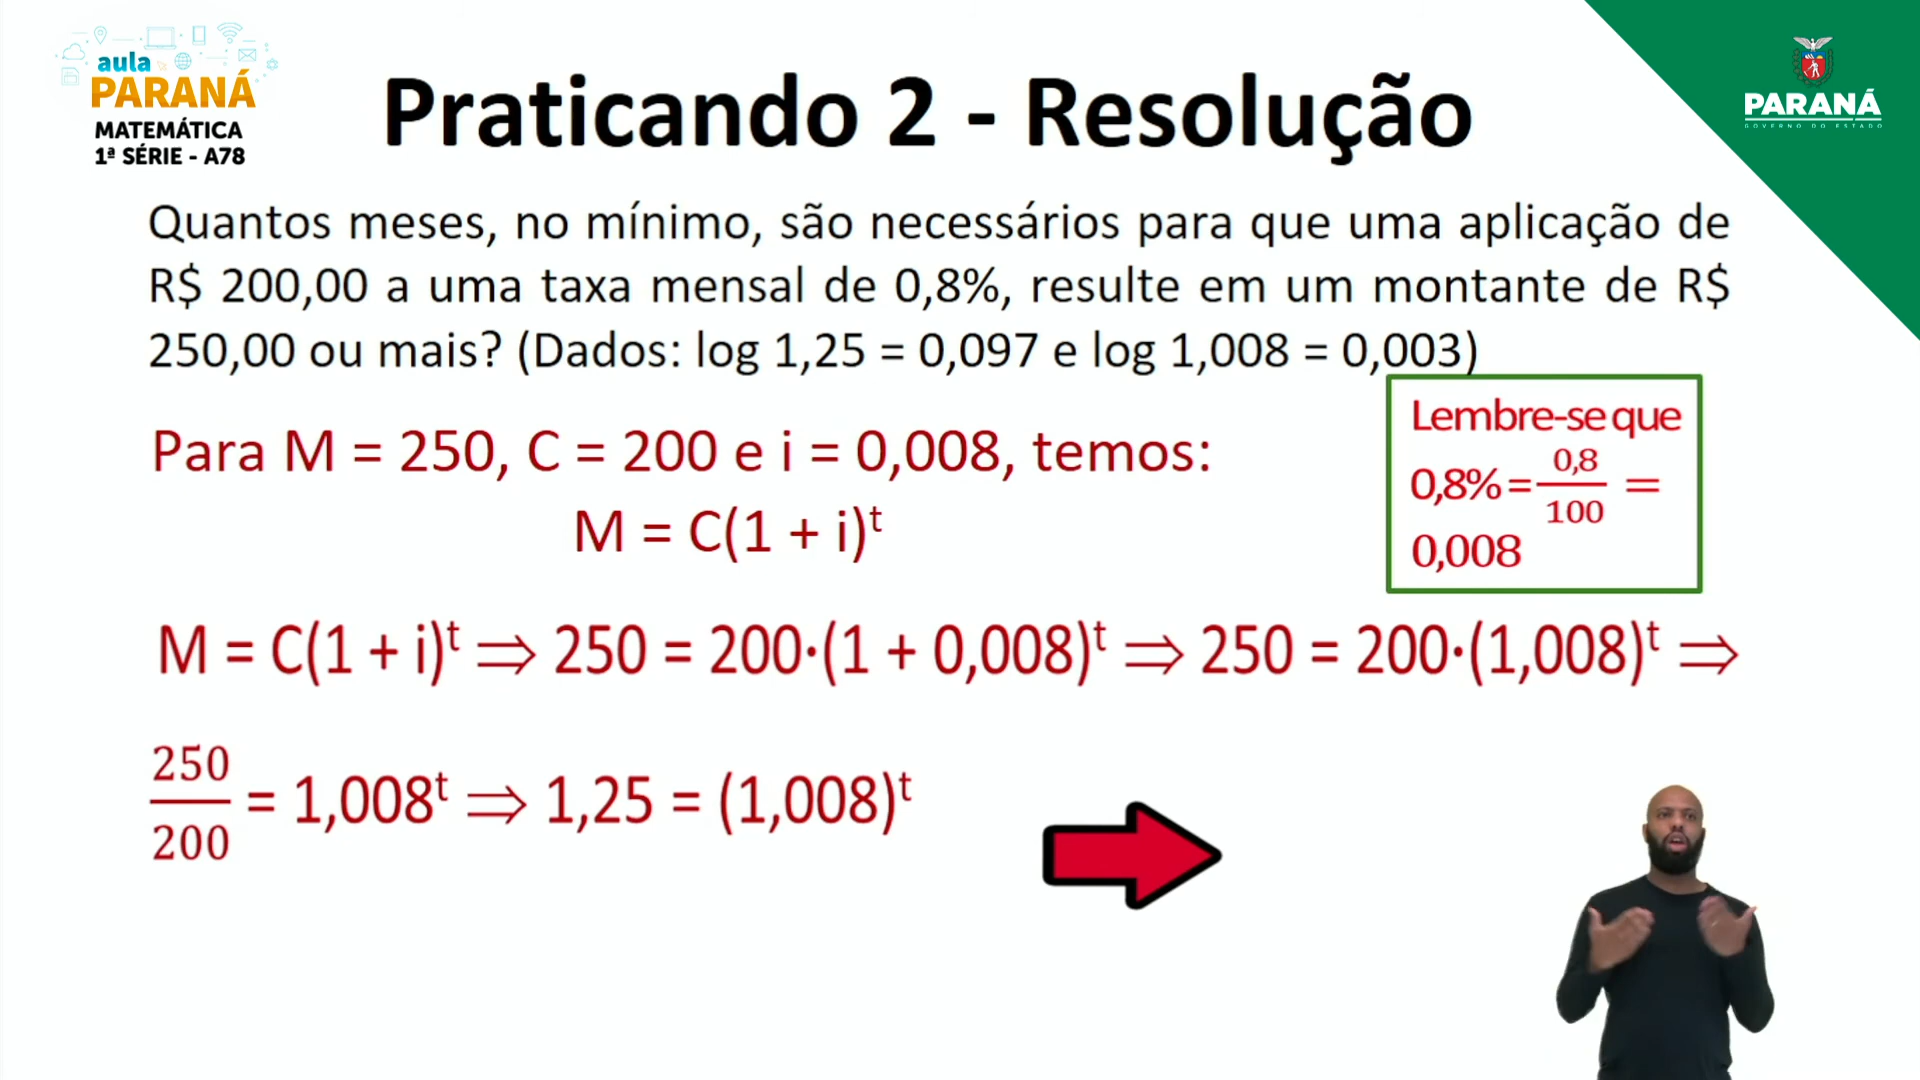 aula
PARANÁ
MATEMÁTICA
1ª SÉRIE - A78
Praticando 2 - Resolução
PARANÁ
GOVERNO DO ESTADO
Quantos meses, no mínimo, são necessários para que uma aplicação de
R$ 200,00 a uma taxa mensal de 0,8%, resulte em um montante de R$
250,00 ou mais? (Dados: log 1,25 = 0,097 e log 1,008 = 0,003)
Para M = 250, C = 200 e i = 0,008, temos:
M = C(1 + i)ᵗ
Lembre-se que
0,8% = 0,8/100 =
0,008
M = C(1 + i)ᵗ ⇒ 250 = 200·(1 + 0,008)ᵗ ⇒ 250 = 200·(1,008)ᵗ ⇒
250/200 = 1,008ᵗ ⇒ 1,25 = (1,008)ᵗ